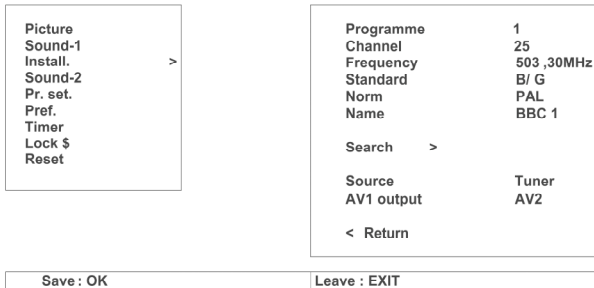 Picture
Sound-1
Install. >
Sound-2
Pr. set.
Pref.
Timer
Lock $
Reset
Programme 1
Channel 25
Frequency 503 ,30MHz
Standard B/ G
Norm PAL
Name BBC 1
Search >
Source Tuner
AV1 output AV2
< Return
Save : OK
Leave : EXIT